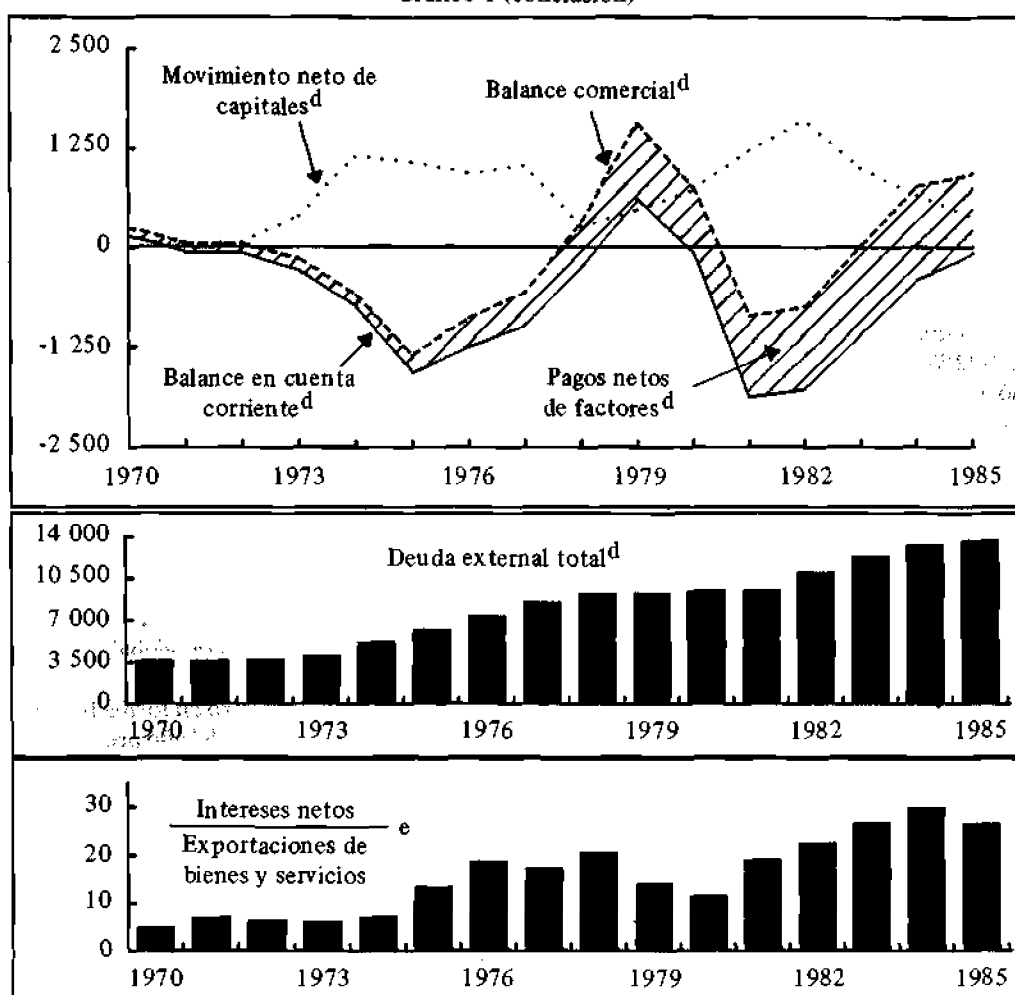 2 500
Movimiento neto de
capitales d
Balance comercial d
1 250
0
-1 250
Balance en cuenta
corriente d
Pagos netos
de factores d
-2 500
1970 1973 1976 1979 1982 1985
14 000
Deuda external total d
10 500
7 000
3 500
0
1970 1973 1976 1979 1982 1985
30
Intereses netos
e
Exportaciones de
bienes y servicios
20
10
0
1970 1973 1976 1979 1982 1985